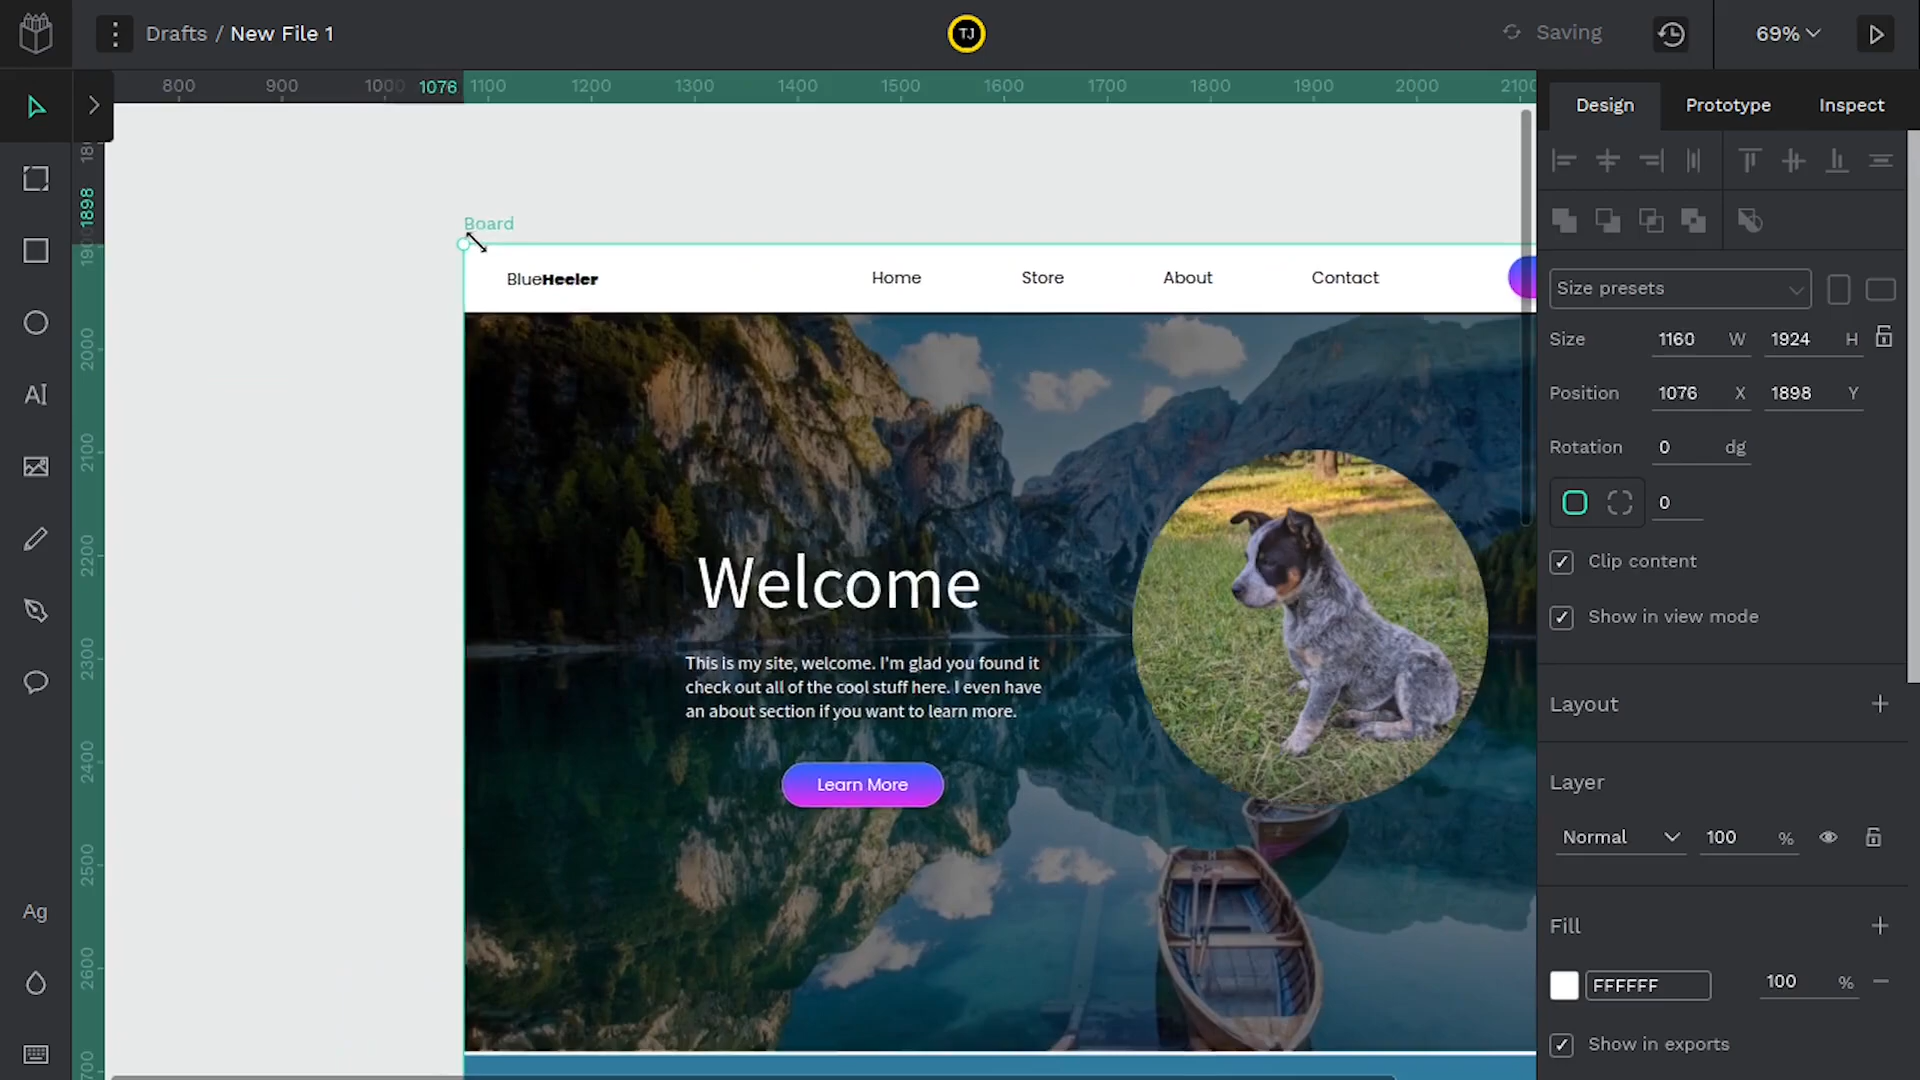 Drafts / New File 1
TJ
Saving
69%
800 900 1000 1076 1100 1200 1300 1400 1500 1600 1700 1800 1900 2000 2100
Design Prototype Inspect
1898
2000
2100
2200
2300
2400
2500
2600
Board
BlueHeeler
Home Store About Contact
Welcome
This is my site, welcome. I'm glad you found it
check out all of the cool stuff here. I even have
an about section if you want to learn more.
Learn More
AI
Ag
Size presets
Size 1160 W 1924 H
Position 1076 X 1898 Y
Rotation 0 dg
0
Clip content
Show in view mode
Layout
Layer
Normal 100 %
Fill
FFFFFF 100 %
Show in exports